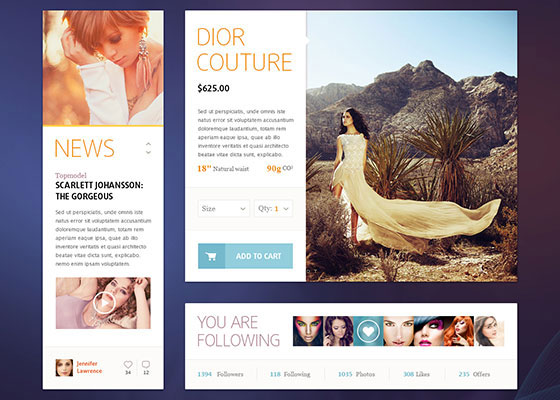 NEWS
Topmodel
SCARLETT JOHANSSON:
THE GORGEOUS
Sed ut perspiciatis, unde
omnis iste natus error sit
voluptatem accusantium
doloremque laudantium,
totam rem aperiam eaque
ipsa, quae ab illo
inventore veritatis et quasi architecto
beatae vitae dicta sunt, explicabo.
nemo enim ipsam voluptatem.
Jennifer
Lawrence
34
12
DIOR
COUTURE
$625.00
Sed ut perspiciatis, unde omnis iste
natus error sit voluptatem accusantium
doloremque laudantium, totam rem
aperiam eaque ipsa, quae ab illo
inventore veritatis et quasi architecto
beatae vitae dicta sunt, explicabo.
18" Natural waist
90g CO²
Size
Qty: 1
ADD TO CART
YOU ARE
FOLLOWING
1394 Followers
118 Following
1035 Photos
308 Likes
235 Offers